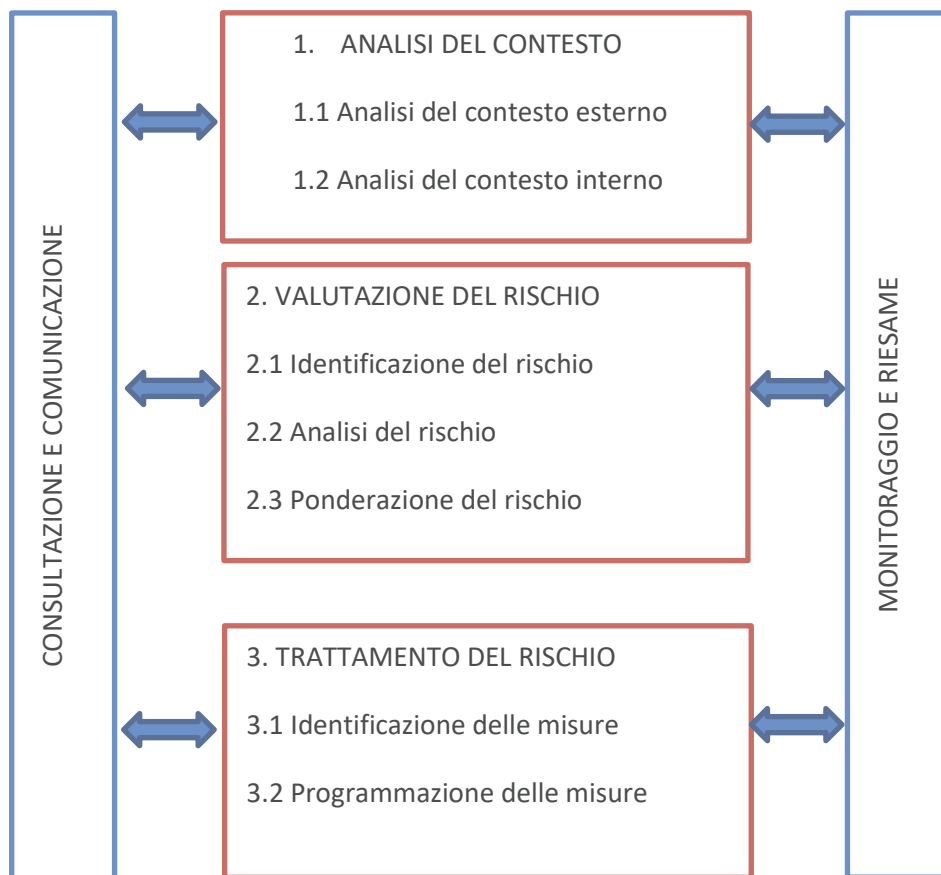 CONSULTAZIONE E COMUNICAZIONE
1. ANALISI DEL CONTESTO
1.1 Analisi del contesto esterno
1.2 Analisi del contesto interno
2. VALUTAZIONE DEL RISCHIO
2.1 Identificazione del rischio
2.2 Analisi del rischio
2.3 Ponderazione del rischio
3. TRATTAMENTO DEL RISCHIO
3.1 Identificazione delle misure
3.2 Programmazione delle misure
MONITORAGGIO E RIESAME